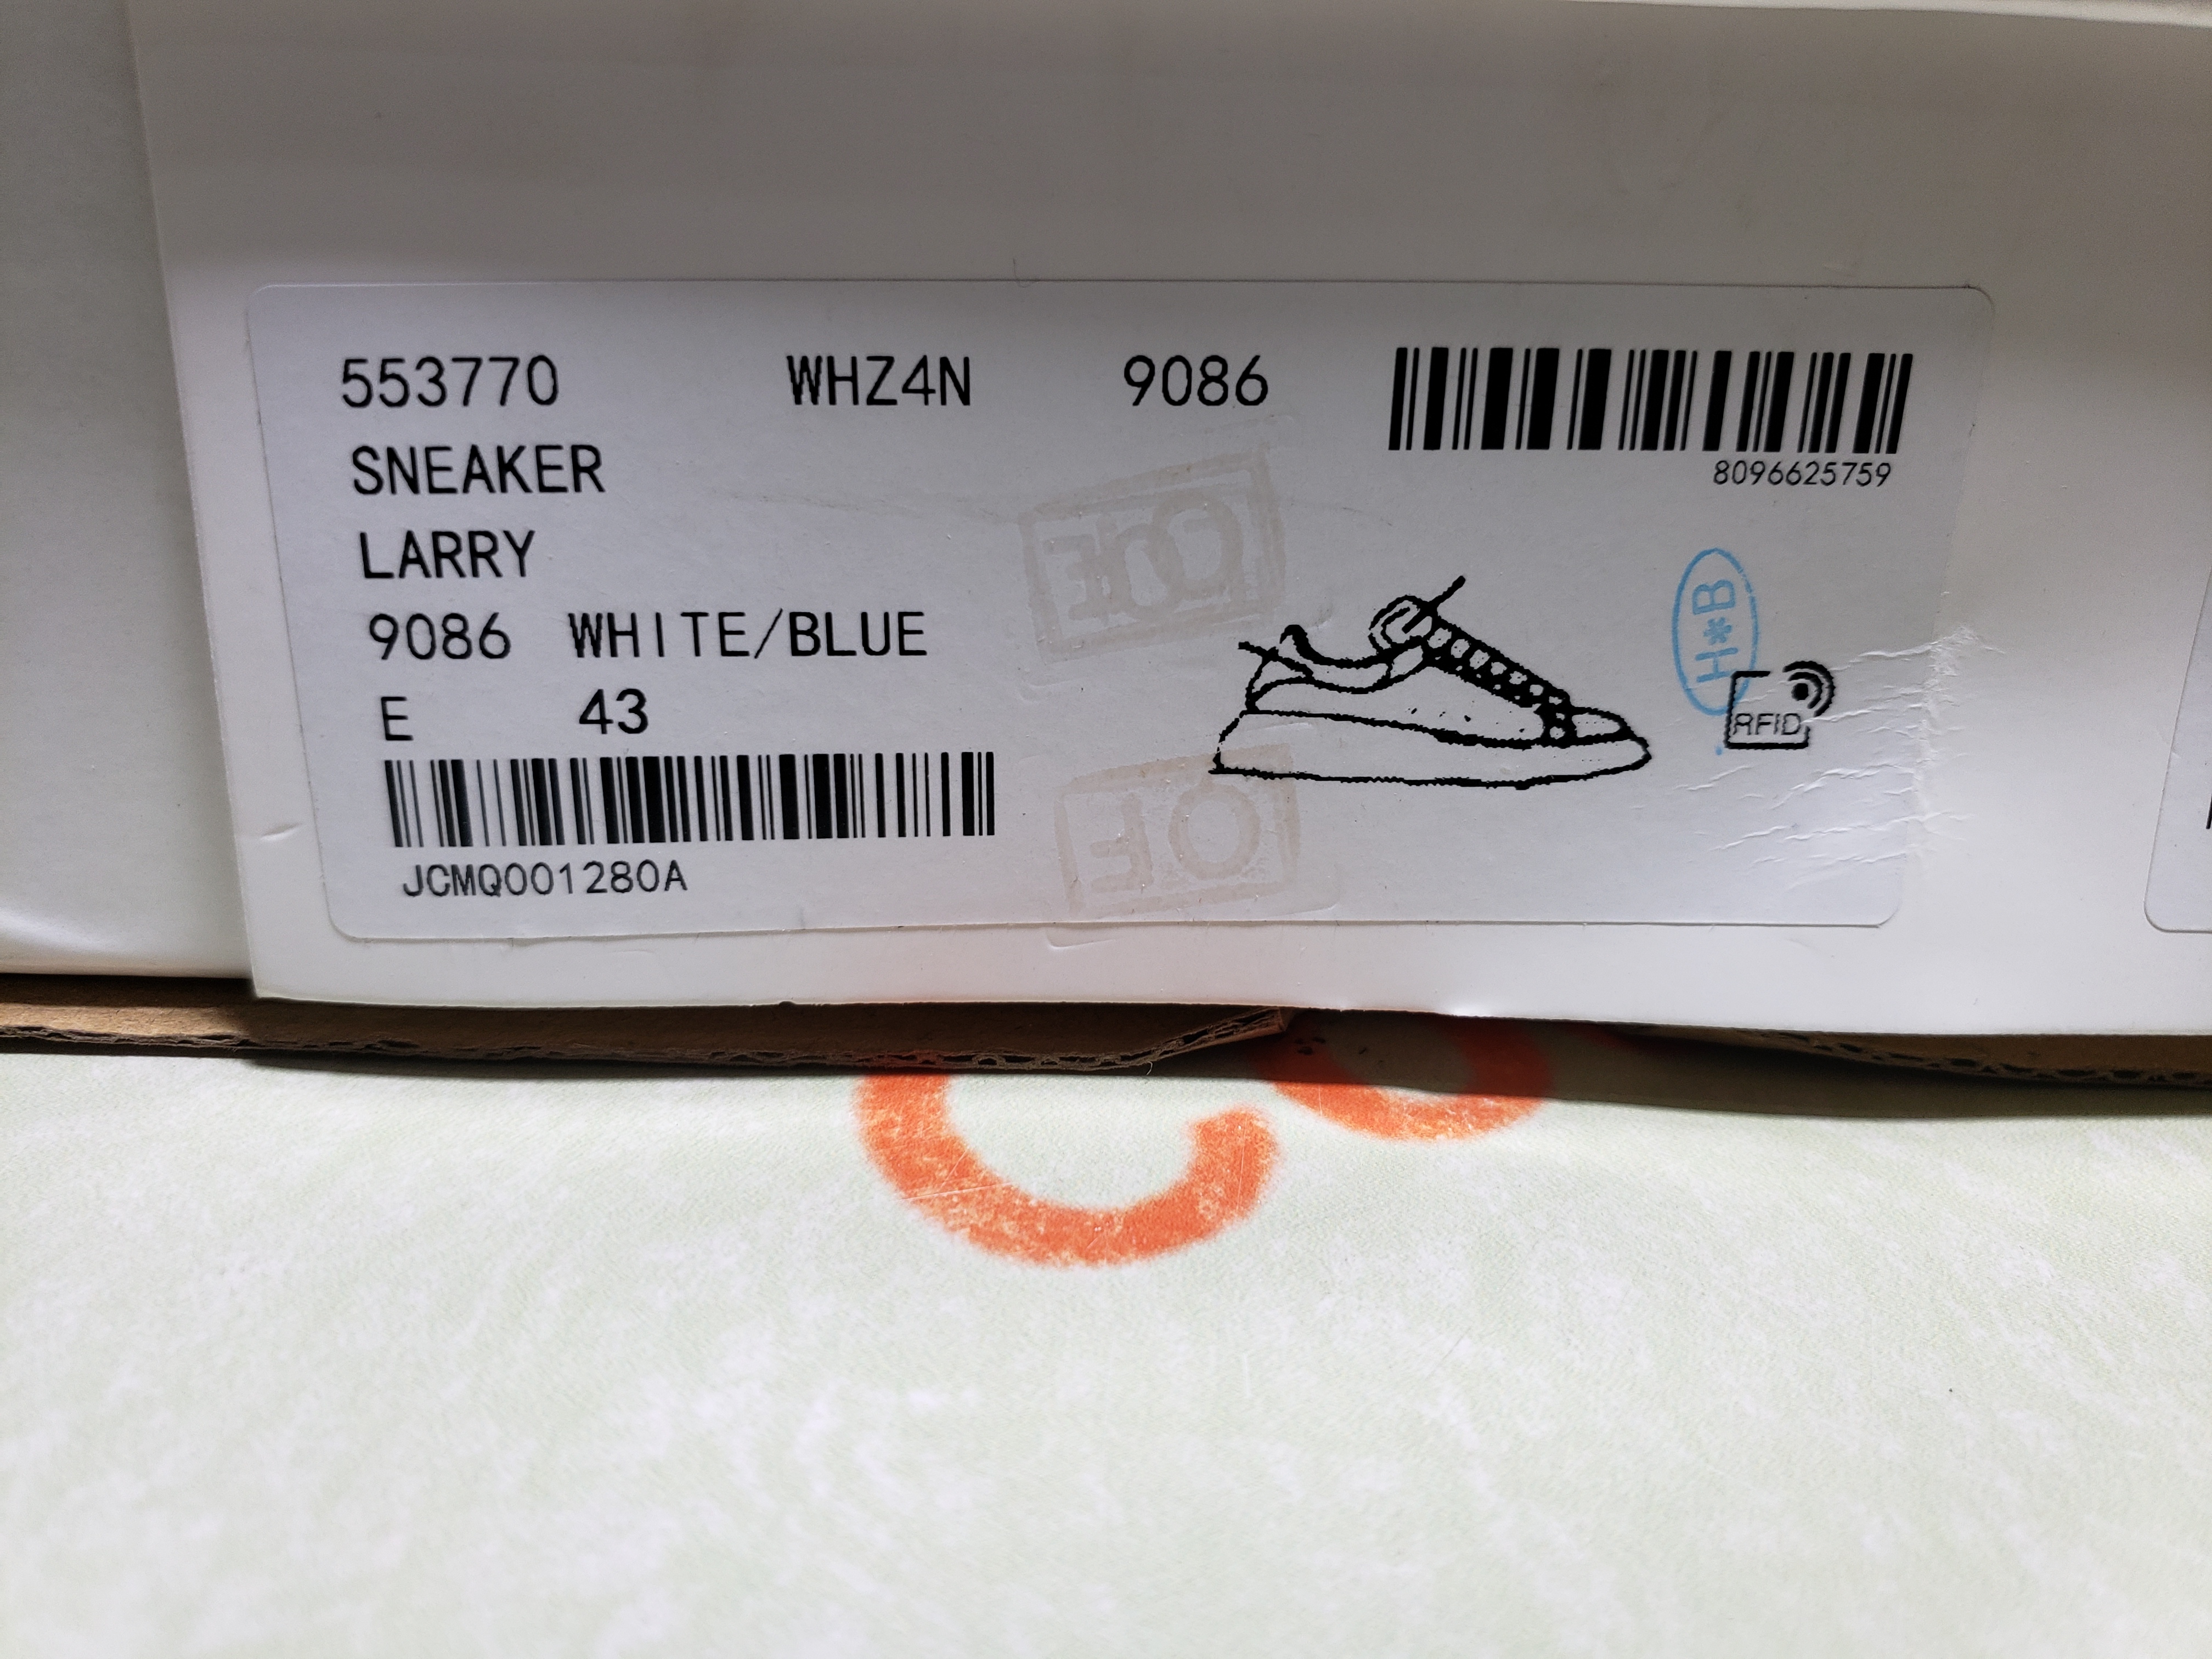 553770 WHZ4N 9086
8096625759
SNEAKER
LARRY
9086 WHITE/BLUE
E 43
H*B
RFID
JCMQ001280A